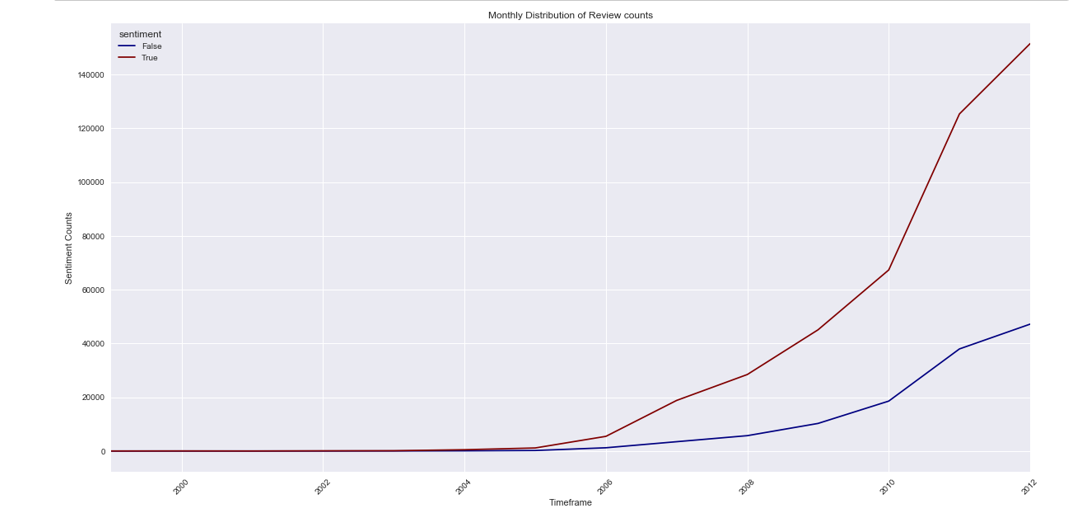 Monthly Distribution of Review counts
sentiment
False
True
140000
120000
100000
80000
60000
40000
20000
0
Sentiment Counts
2000
2002
2004
2006
2008
2010
2012
Timeframe